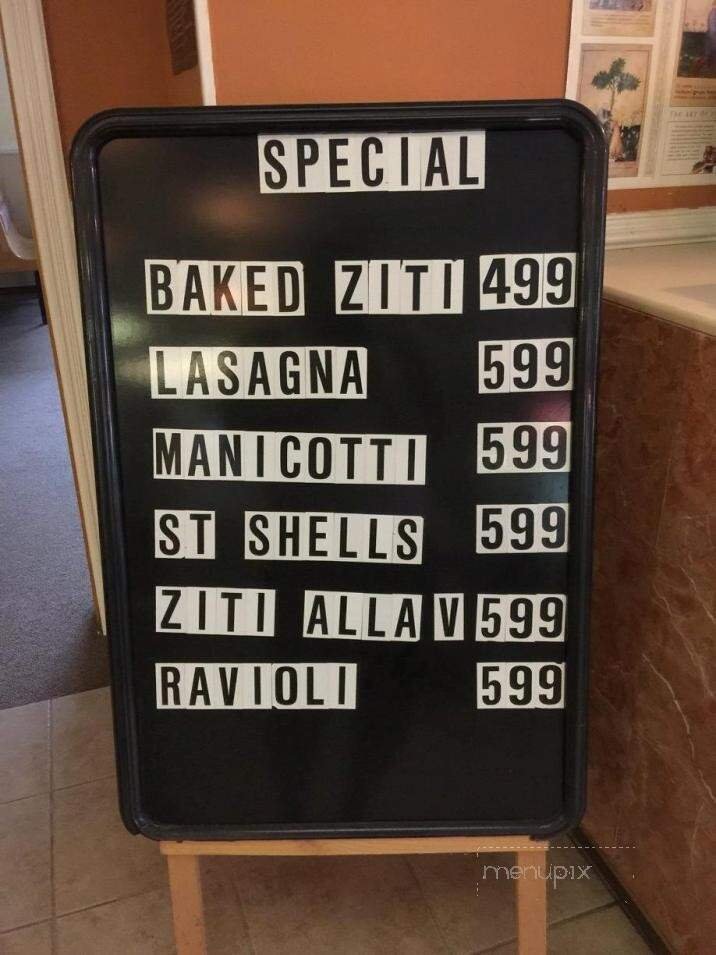 SPECIAL
BAKED ZITI 499
LASAGNA 599
MANICOTTI 599
ST SHELLS 599
ZITI ALLA V 599
RAVIOLI 599
menupix